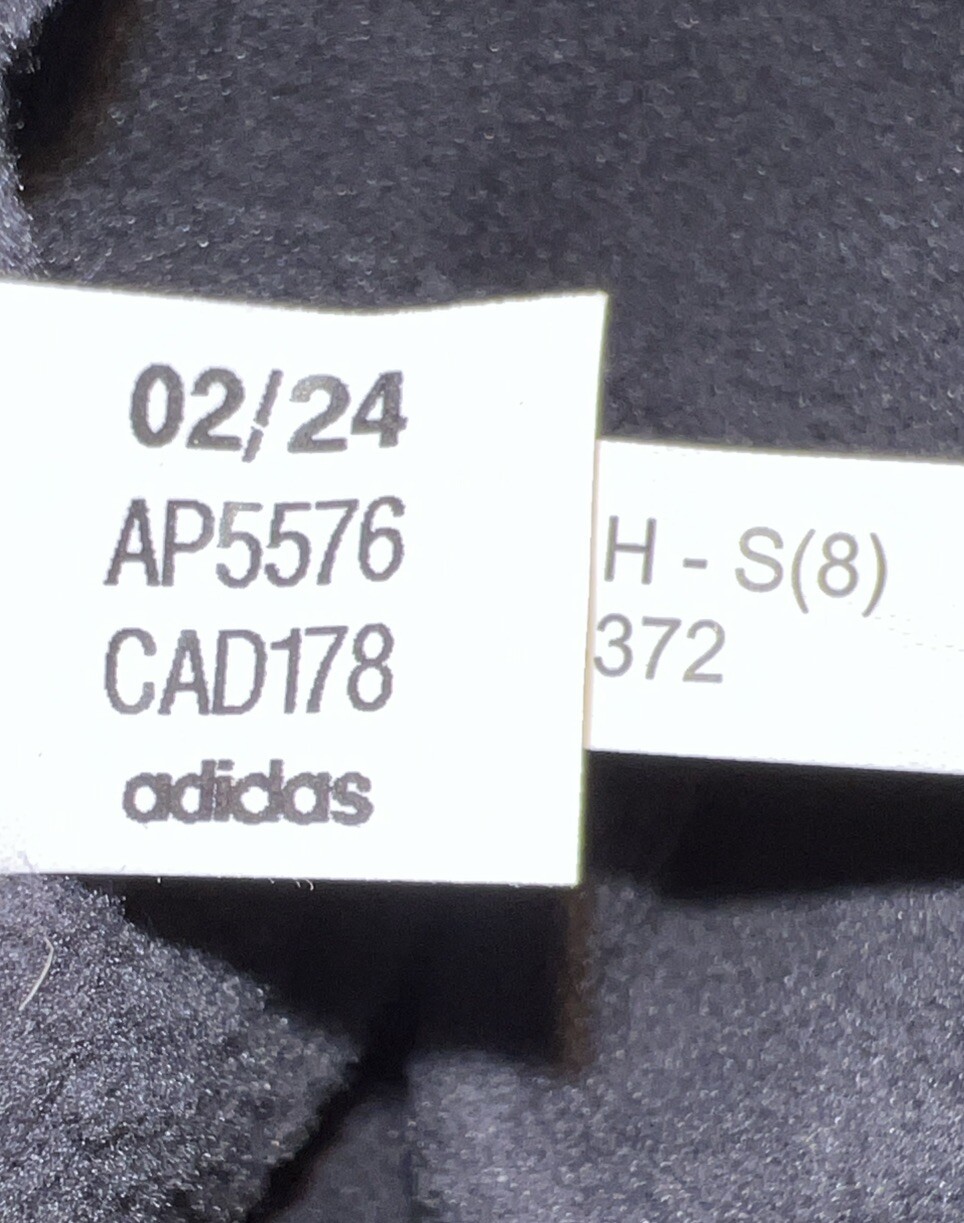 02/24
AP5576
CAD178
adidas
H - S(8)
372